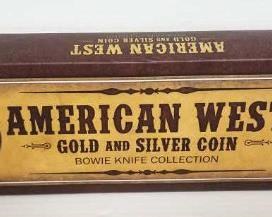 AMERICAN WEST
GOLD AND SILVER COIN
AMERICAN WEST
GOLD AND SILVER COIN
BOWIE KNIFE COLLECTION